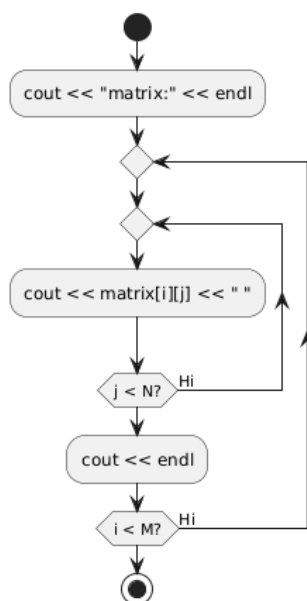 cout << "matrix:" << endl
cout << matrix[i][j] << " "
j < N?
Hi
cout << endl
i < M?
Hi